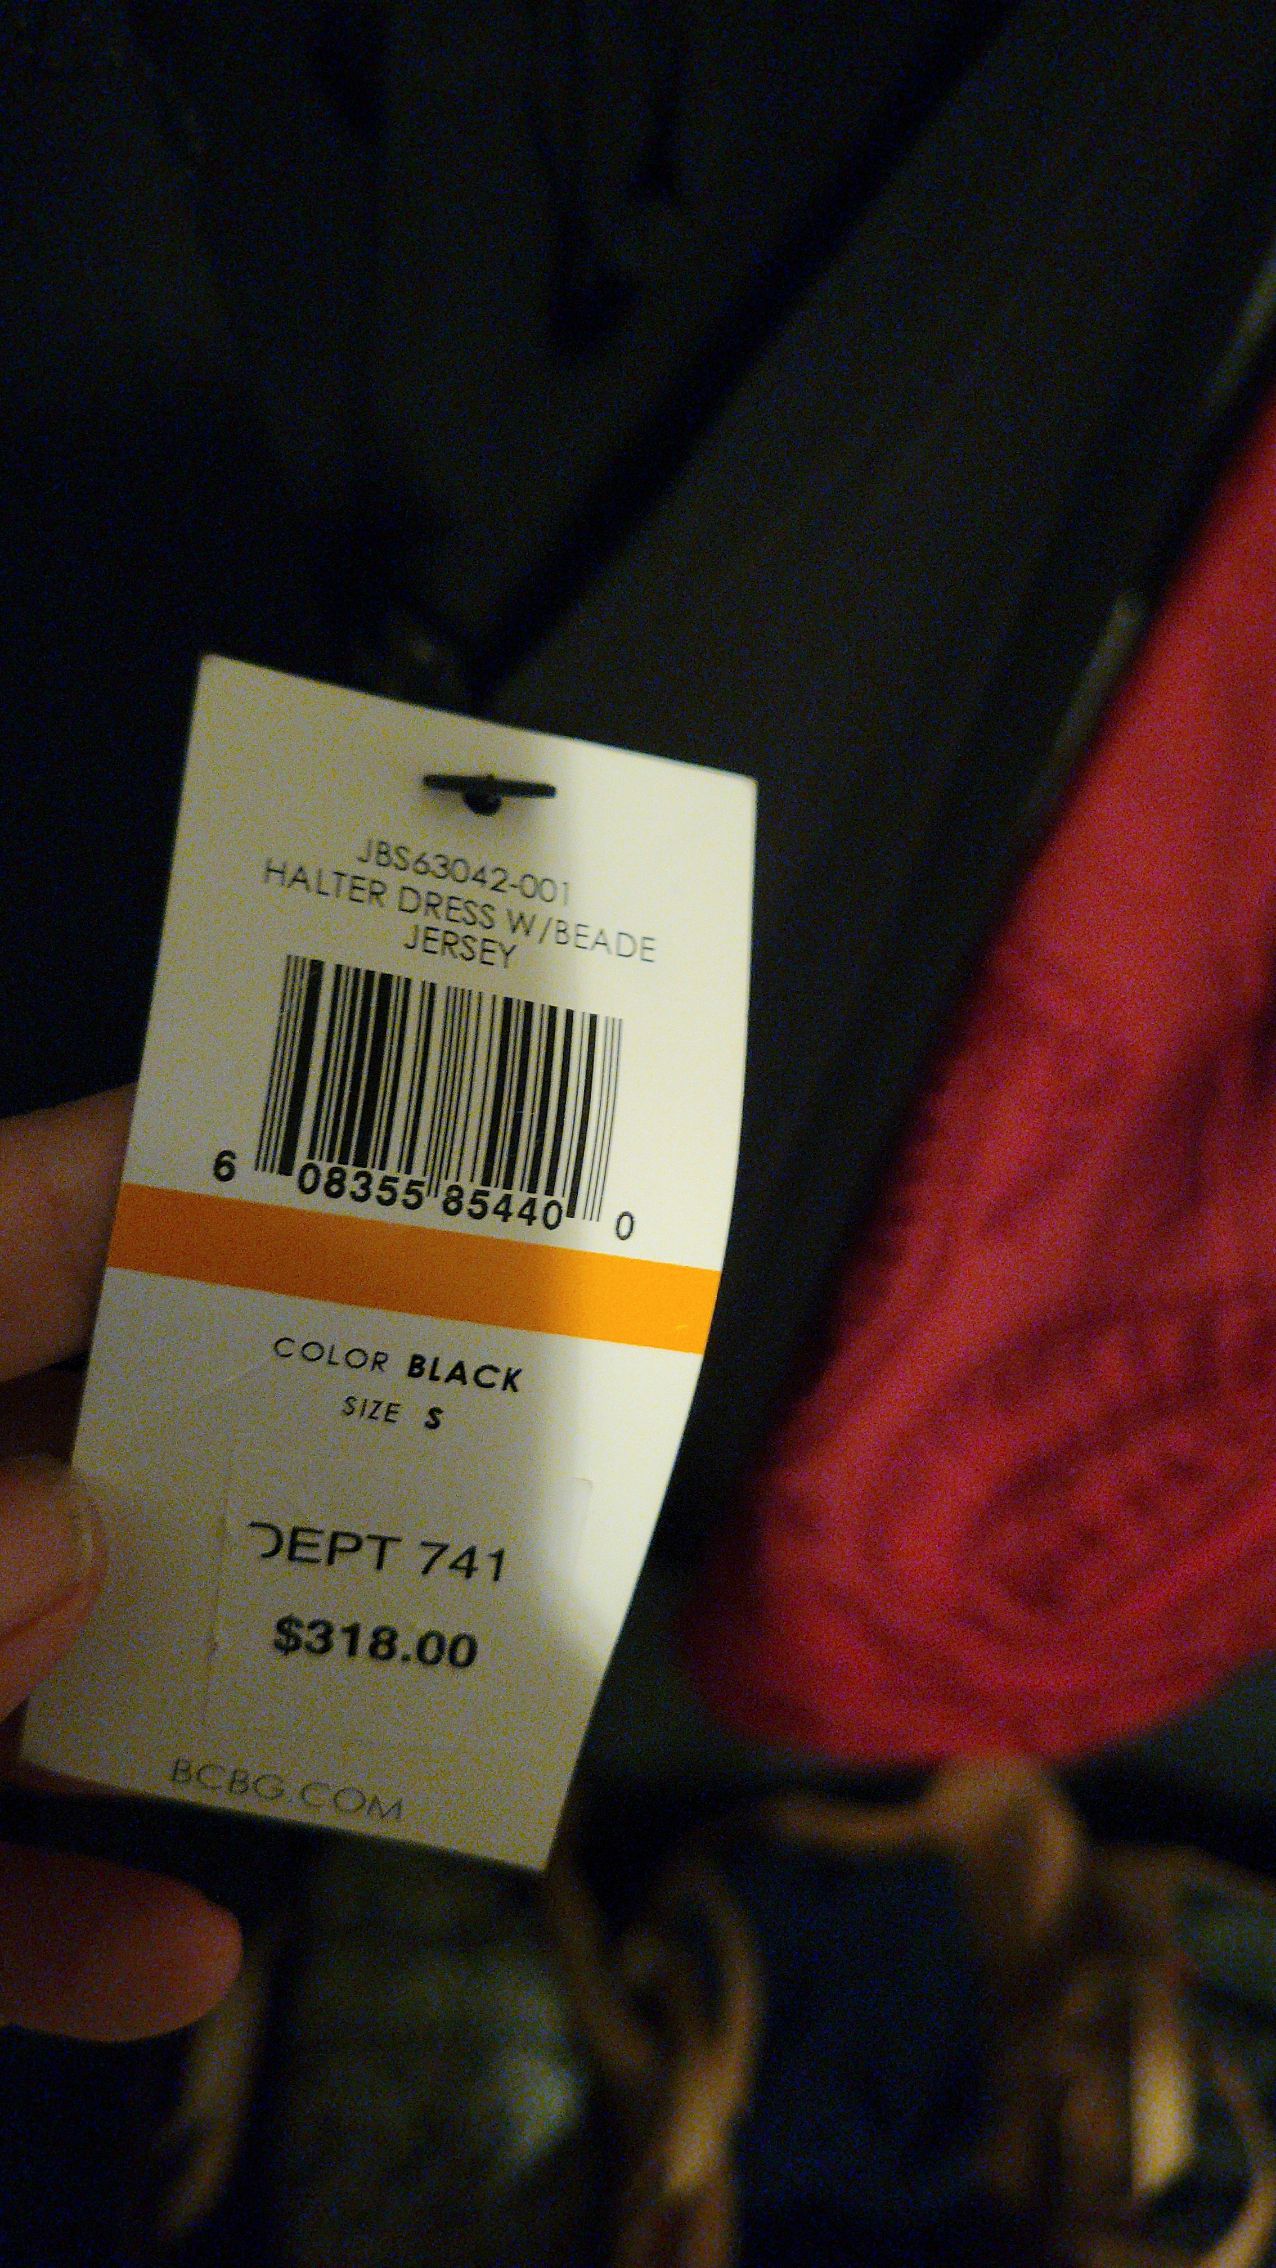 JBS63042-001
HALTER DRESS W/BEADE
JERSEY
6 08355 85440 0
COLOR BLACK
SIZE S
DEPT 741
$318.00
BCBG.COM